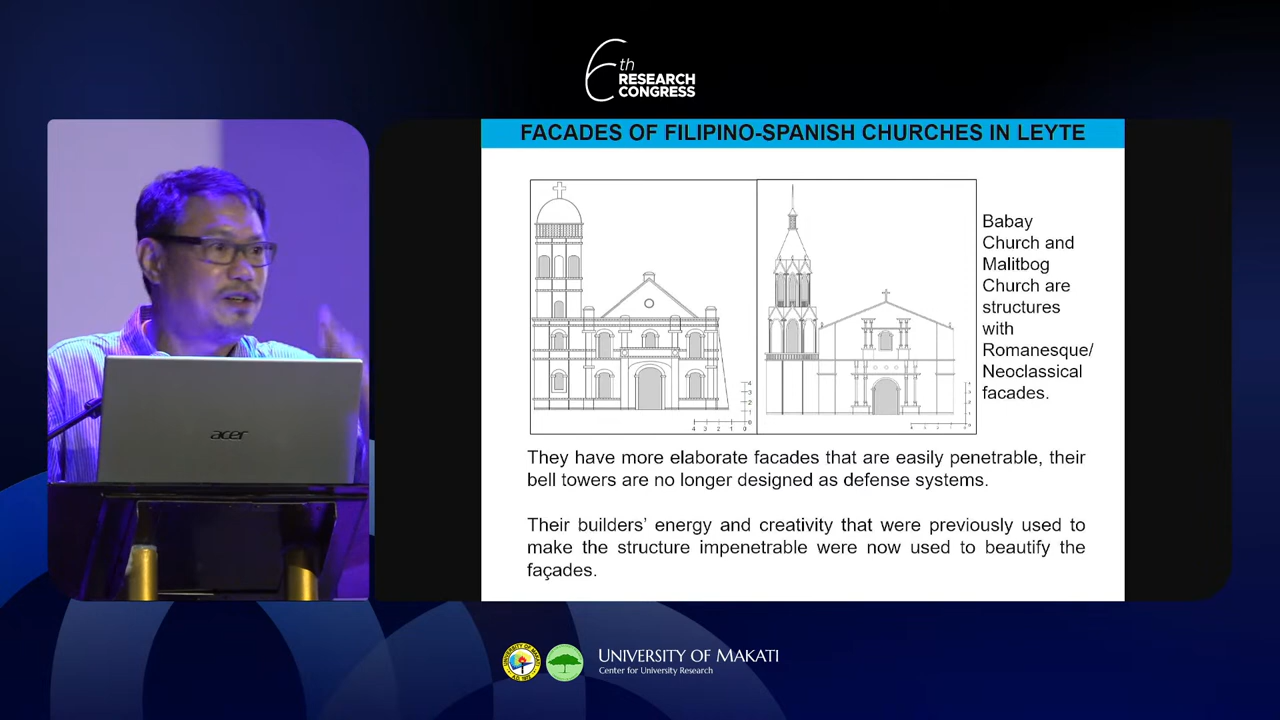 6th
RESEARCH
CONGRESS
FACADES OF FILIPINO-SPANISH CHURCHES IN LEYTE
Babay
Church and
Malitbog
Church are
structures
with
Romanesque/
Neoclassical
facades.
They have more elaborate facades that are easily penetrable, their
bell towers are no longer designed as defense systems.
Their builders’ energy and creativity that were previously used to
make the structure impenetrable were now used to beautify the
façades.
acer
UNIVERSITY OF MAKATI
Center for University Research